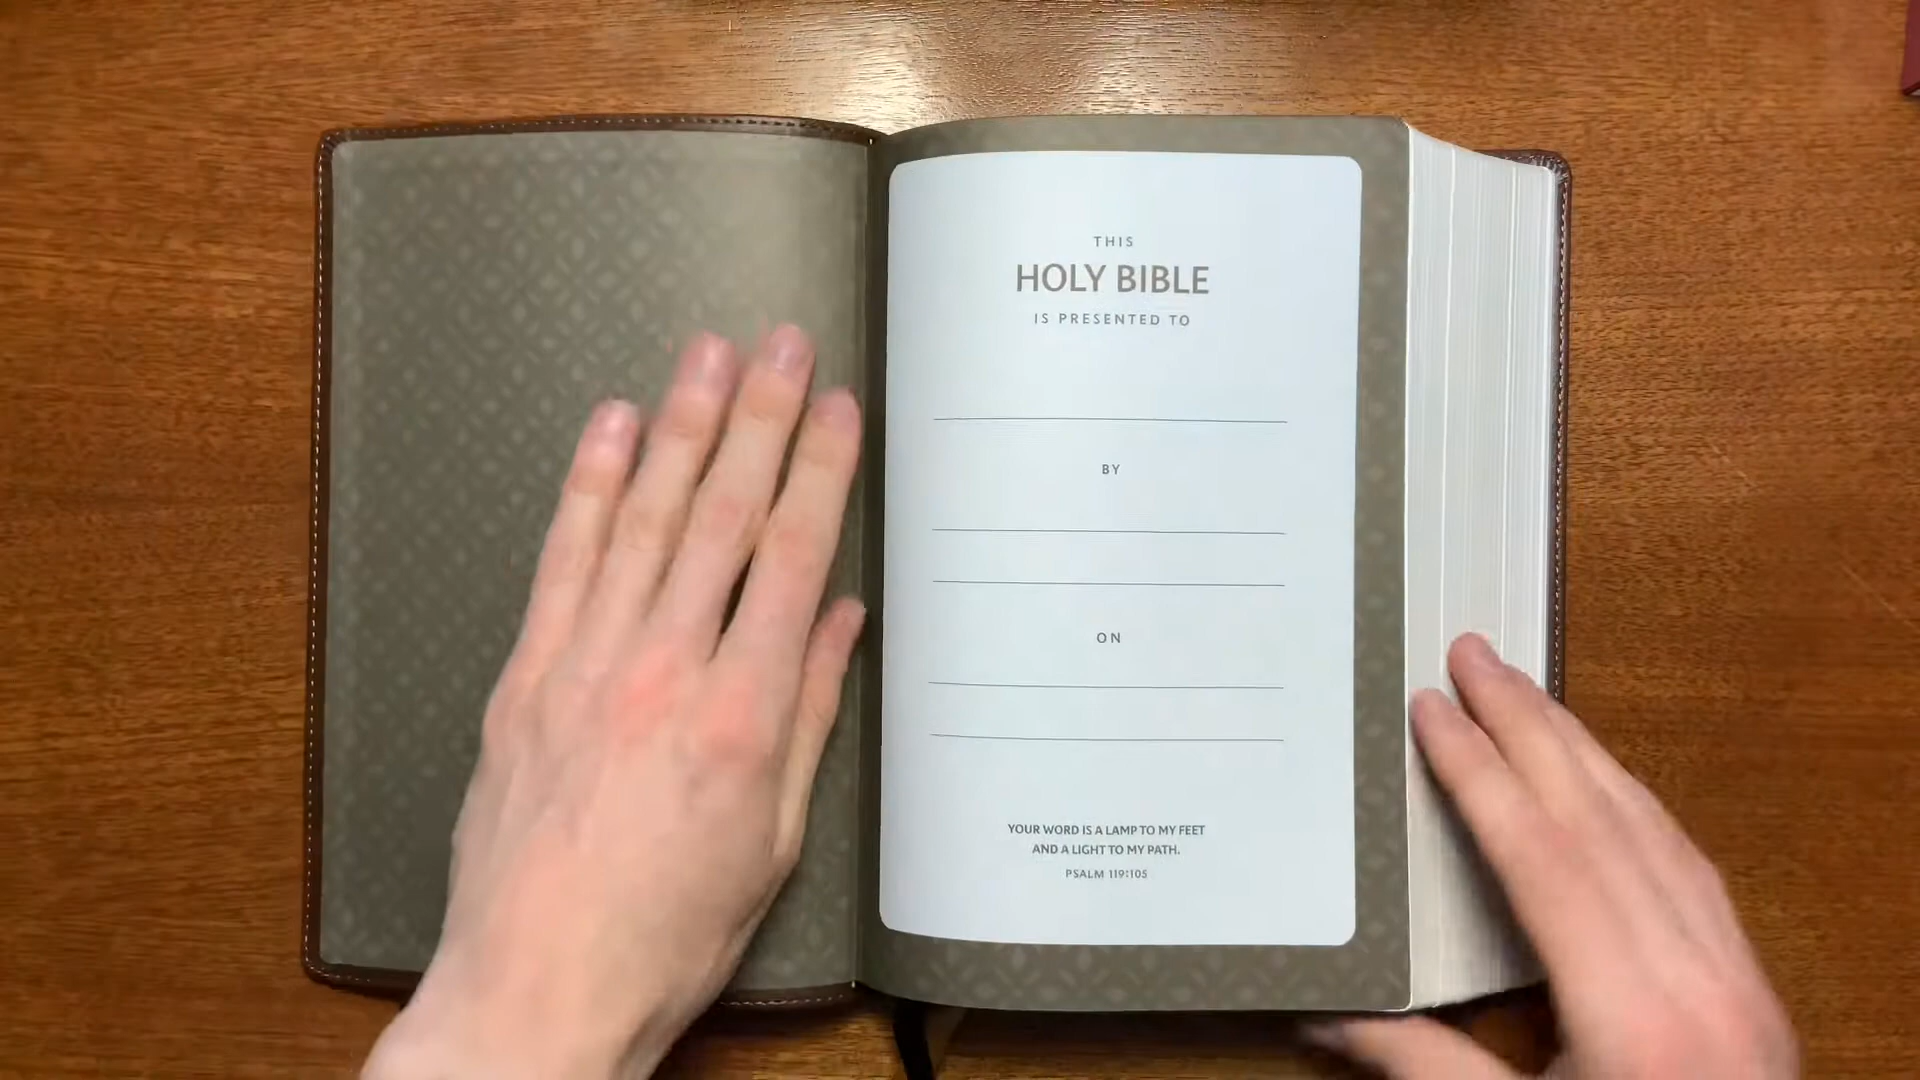 THIS
HOLY BIBLE
IS PRESENTED TO
BY
ON
YOUR WORD IS A LAMP TO MY FEET
AND A LIGHT TO MY PATH.
PSALM 119:105